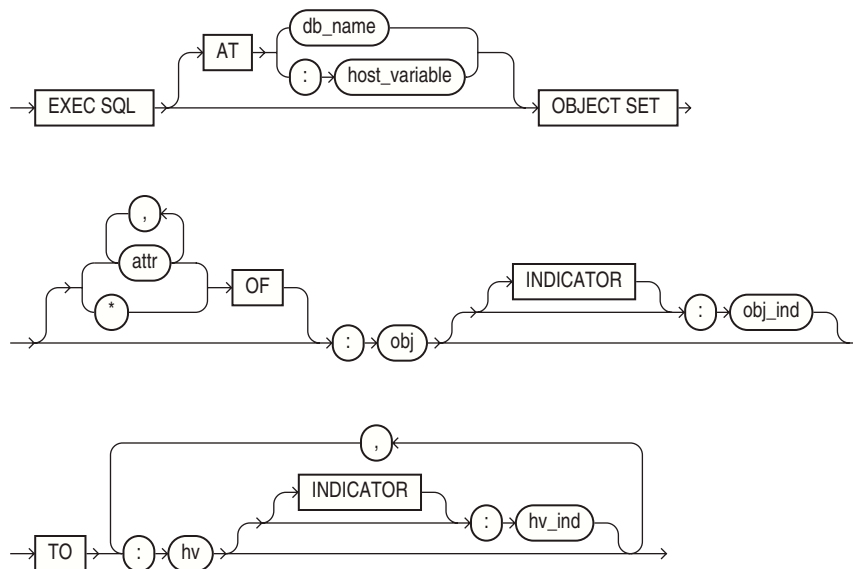 AT db_name
: host_variable
EXEC SQL OBJECT SET
,
attr
*
OF
INDICATOR
: obj : obj_ind
,
INDICATOR
: hv_ind
TO : hv